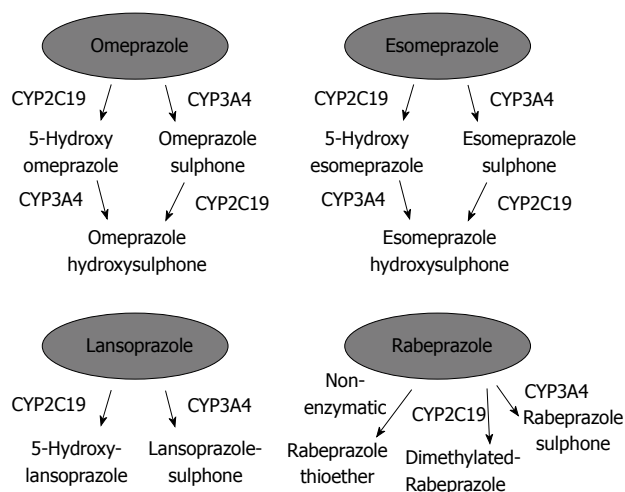 Omeprazole
CYP2C19
CYP3A4
5-Hydroxy
omeprazole
Omeprazole
sulphone
CYP3A4
CYP2C19
Omeprazole
hydroxysulphone
Esomeprazole
CYP2C19
CYP3A4
5-Hydroxy
esomeprazole
Esomeprazole
sulphone
CYP3A4
CYP2C19
Esomeprazole
hydroxysulphone
Lansoprazole
CYP2C19
CYP3A4
5-Hydroxy-
lansoprazole
Lansoprazole-
sulphone
Rabeprazole
Non-
enzymatic
CYP2C19
CYP3A4
Rabeprazole
thioether
Dimethylated-
Rabeprazole
Rabeprazole
sulphone